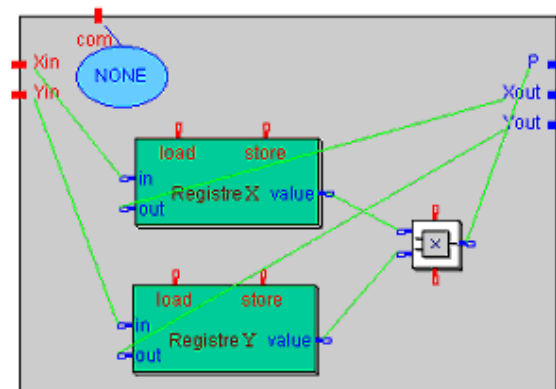 com
Xin
Yin
NONE
P
Xout
Yout
load store
in
Registre X value
out
X
load store
in
Registre Y value
out